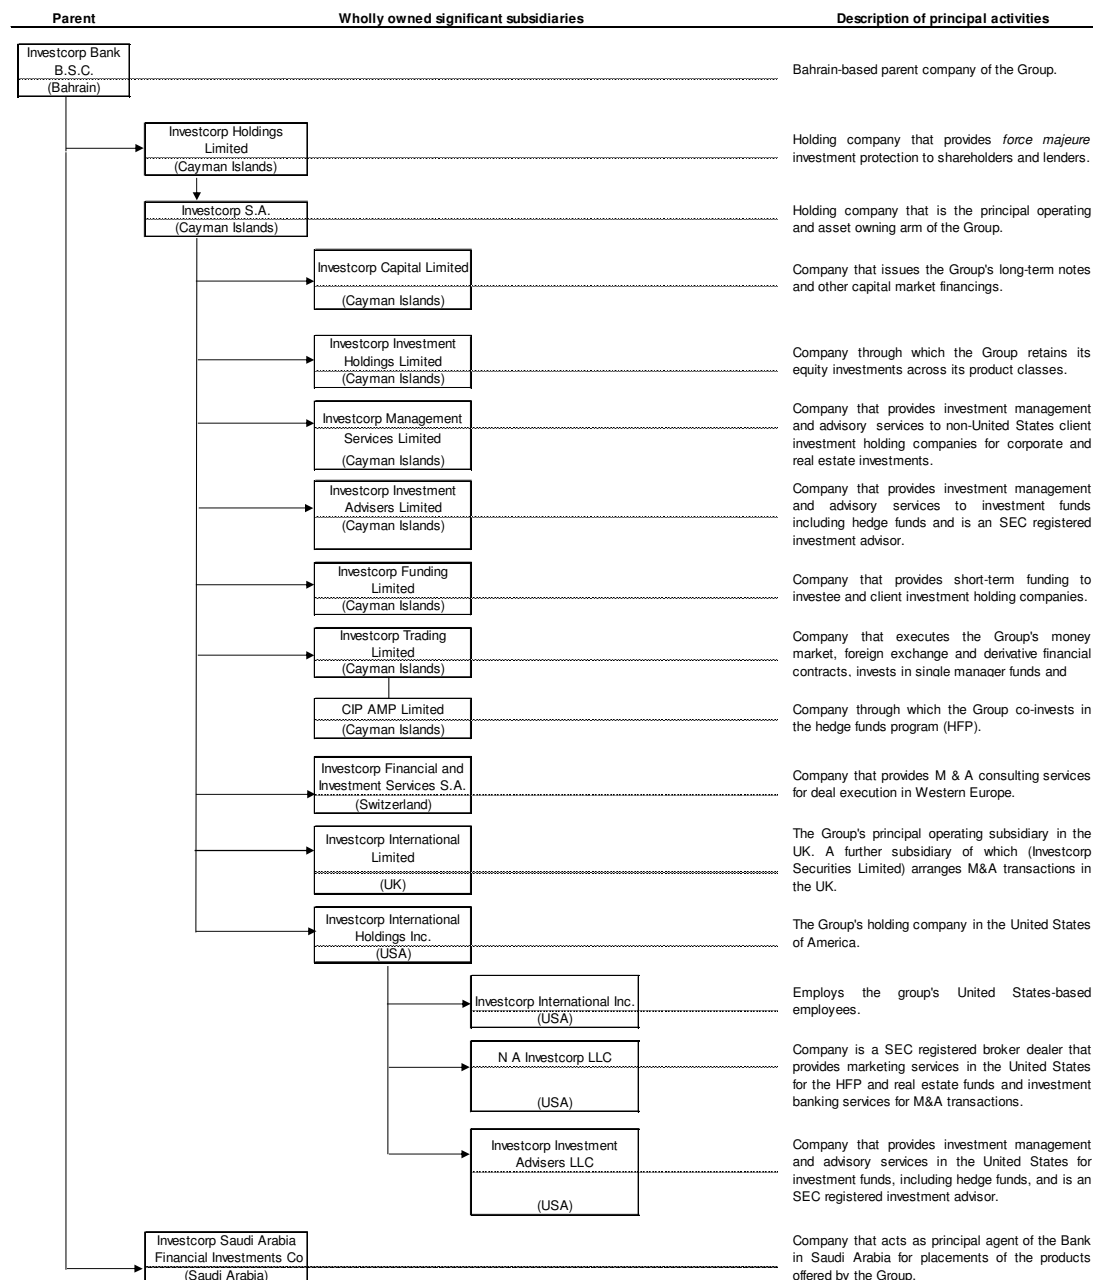 Parent Wholly owned significant subsidiaries Description of principal activities
Investcorp Bank
B.S.C.
(Bahrain)
Bahrain-based parent company of the Group.
Investcorp Holdings
Limited
(Cayman Islands)
Holding company that provides force majeure
investment protection to shareholders and lenders.
Investcorp S.A.
(Cayman Islands)
Holding company that is the principal operating
and asset owning arm of the Group.
Investcorp Capital Limited
(Cayman Islands)
Company that issues the Group's long-term notes
and other capital market financings.
Investcorp Investment
Holdings Limited
(Cayman Islands)
Company through which the Group retains its
equity investments across its product classes.
Investcorp Management
Services Limited
(Cayman Islands)
Company that provides investment management
and advisory services to non-United States client
investment holding companies for corporate and
real estate investments.
Investcorp Investment
Advisers Limited
(Cayman Islands)
Company that provides investment management
and advisory services to investment funds
including hedge funds and is an SEC registered
investment advisor.
Investcorp Funding
Limited
(Cayman Islands)
Company that provides short-term funding to
investee and client investment holding companies.
Investcorp Trading
Limited
(Cayman Islands)
Company that executes the Group's money
market, foreign exchange and derivative financial
contracts, invests in single manager funds and
CIP AMP Limited
(Cayman Islands)
Company through which the Group co-invests in
the hedge funds program (HFP).
Investcorp Financial and
Investment Services S.A.
(Switzerland)
Company that provides M & A consulting services
for deal execution in Western Europe.
Investcorp International
Limited
(UK)
The Group's principal operating subsidiary in the
UK. A further subsidiary of which (Investcorp
Securities Limited) arranges M&A transactions in
the UK.
Investcorp International
Holdings Inc.
(USA)
The Group's holding company in the United States
of America.
Investcorp International Inc.
(USA)
Employs the group's United States-based
employees.
N A Investcorp LLC
(USA)
Company is a SEC registered broker dealer that
provides marketing services in the United States
for the HFP and real estate funds and investment
banking services for M&A transactions.
Investcorp Investment
Advisers LLC
(USA)
Company that provides investment management
and advisory services in the United States for
investment funds, including hedge funds, and is an
SEC registered investment advisor.
Investcorp Saudi Arabia
Financial Investments Co
(Saudi Arabia)
Company that acts as principal agent of the Bank
in Saudi Arabia for placements of the products
offered by the Group.